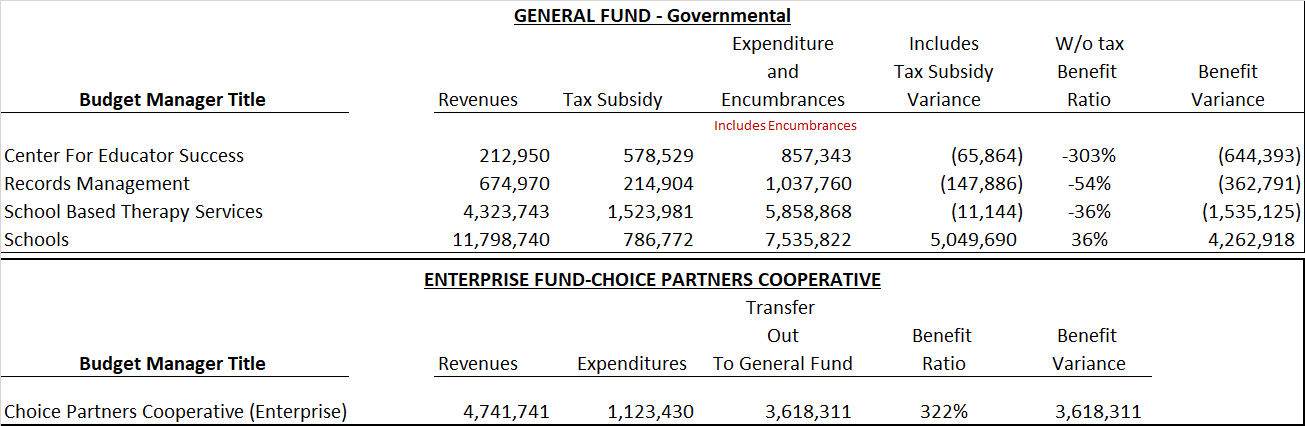 GENERAL FUND - Governmental
Expenditure Includes W/o tax
and Tax Subsidy Benefit Benefit
Budget Manager Title Revenues Tax Subsidy Encumbrances Variance Ratio Variance
Includes Encumbrances
Center For Educator Success 212,950 578,529 857,343 (65,864) -303% (644,393)
Records Management 674,970 214,904 1,037,760 (147,886) -54% (362,791)
School Based Therapy Services 4,323,743 1,523,981 5,858,868 (11,144) -36% (1,535,125)
Schools 11,798,740 786,772 7,535,822 5,049,690 36% 4,262,918
ENTERPRISE FUND-CHOICE PARTNERS COOPERATIVE
Transfer
Out Benefit Benefit
Budget Manager Title Revenues Expenditures To General Fund Ratio Variance
Choice Partners Cooperative (Enterprise) 4,741,741 1,123,430 3,618,311 322% 3,618,311